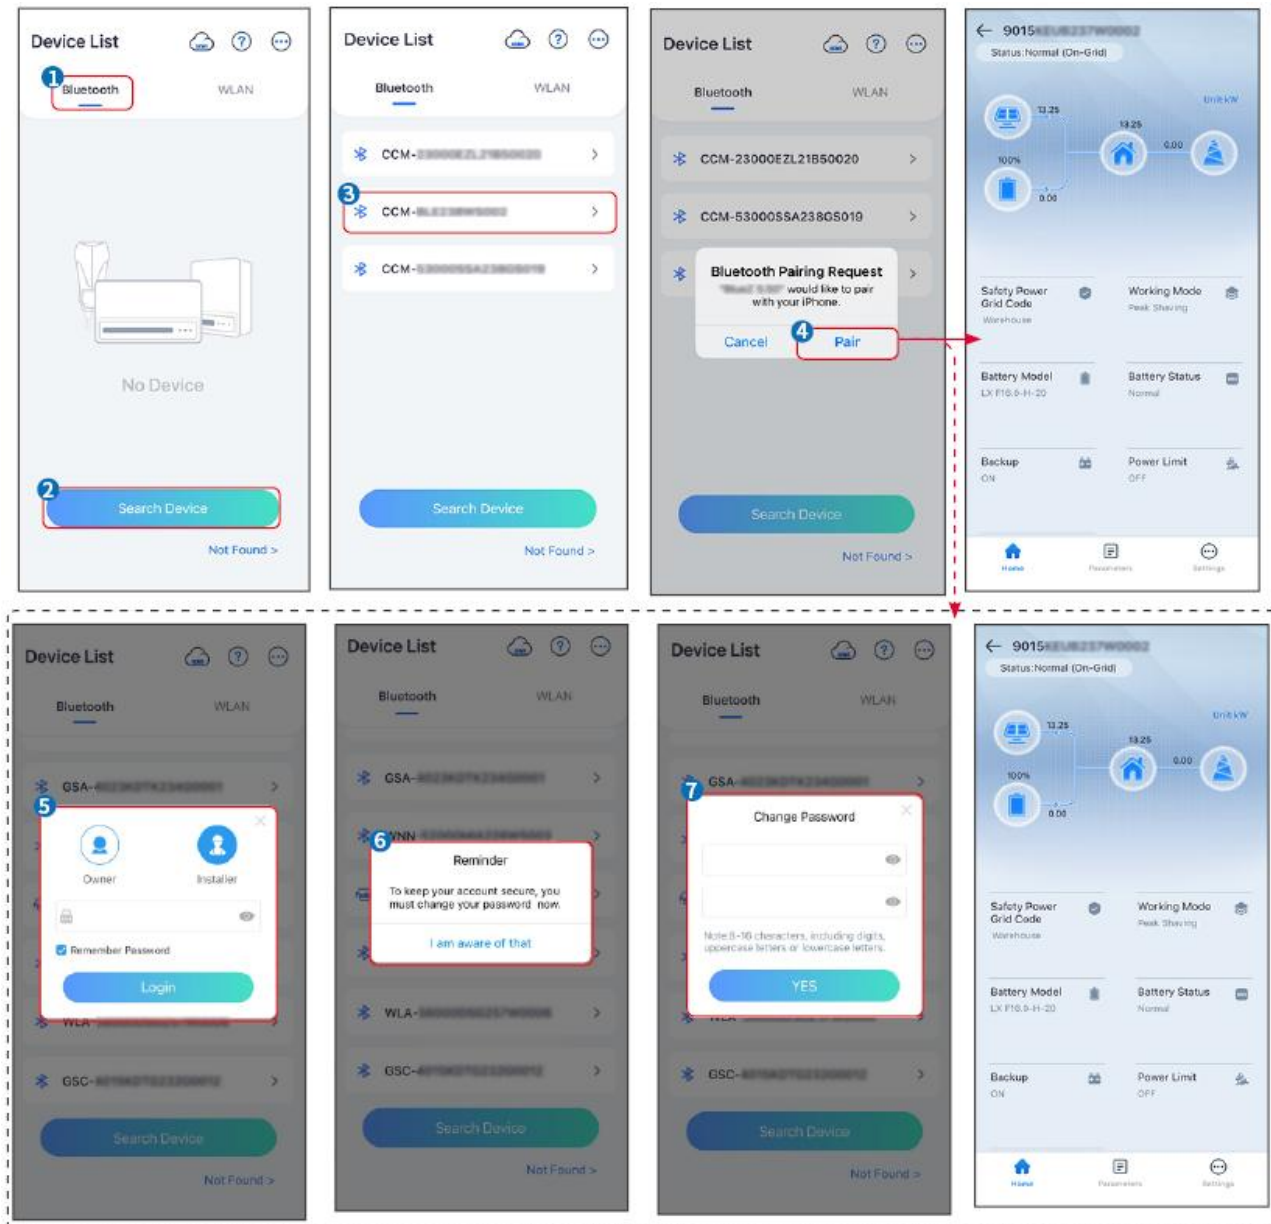 Device List
1
Bluetooth
WLAN
No Device
2
Search Device
Not Found >
Device List
Bluetooth
WLAN
CCM-
3
CCM-
CCM-
Search Device
Not Found >
Device List
Bluetooth
WLAN
CCM-23000EZL21B50020
CCM-53000SSA238GS019
Bluetooth Pairing Request
would like to pair
with your iPhone.
Cancel
4
Pair
Search Device
Not Found >
9015
Status:Normal (On-Grid)
Unit:kW
13.25
13.25
0.00
100%
0.00
Safety Power
Grid Code
Warehouse
Working Mode
Peak Shaving
Battery Model
LX F16.0-H-20
Battery Status
Normal
Backup
ON
Power Limit
OFF
Home
Parameters
Settings
Device List
Bluetooth
WLAN
GSA-
5
Owner
Installer
Remember Password
Login
WLA-
GSC-
Search Device
Not Found >
Device List
Bluetooth
WLAN
GSA-
6
WNN
Reminder
To keep your account secure, you
must change your password now.
I am aware of that
WLA-
GSC-
Search Device
Not Found >
Device List
Bluetooth
WLAN
GSA-
7
Change Password
Note:8-16 characters, including digits,
uppercase letters or lowercase letters.
YES
GSC-
Search Device
Not Found >
9015
Status:Normal (On-Grid)
Unit:kW
13.25
13.25
0.00
100%
0.00
Safety Power
Grid Code
Warehouse
Working Mode
Peak Shaving
Battery Model
LX F16.0-H-20
Battery Status
Normal
Backup
ON
Power Limit
OFF
Home
Parameters
Settings